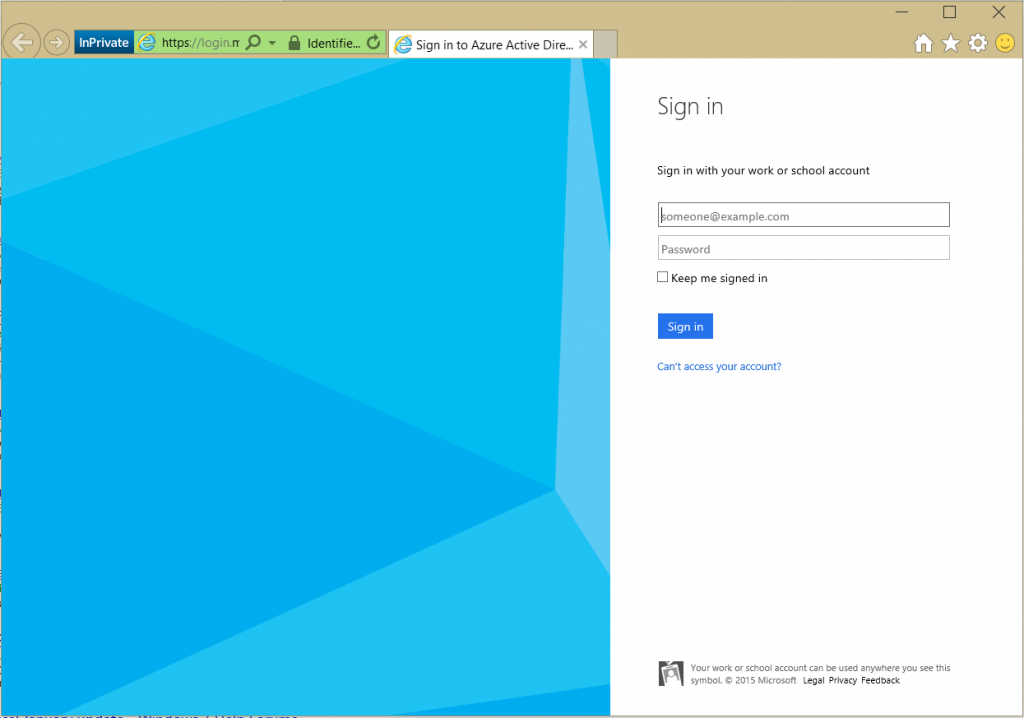 InPrivate https://login.m Identifie... Sign in to Azure Active Dire...
Sign in
Sign in with your work or school account
someone@example.com
Password
Keep me signed in
Sign in
Can't access your account?
Your work or school account can be used anywhere you see this
symbol. © 2015 Microsoft Legal Privacy Feedback